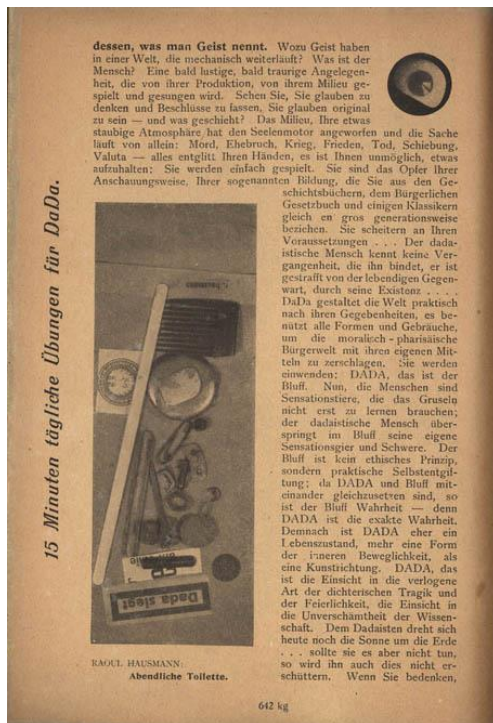 dessen, was man Geist nennt. Wozu Geist haben
in einer Welt, die mechanisch weiterläuft? Was ist der
Mensch? Eine bald lustige, bald traurige Angelegen-
heit, die von ihrer Produktion, von ihrem Milieu ge-
spielt und gesungen wird. Sehen Sie, Sie glauben zu
denken und Beschlüsse zu fassen, Sie glauben original
zu sein — und was geschieht? Das Milieu, Ihre etwas
staubige Atmosphäre hat den Seelenmotor angeworfen und die Sache
läuft von allein: Mord, Ehebruch, Krieg, Frieden, Tod, Schiebung,
Valuta — alles entglitt Ihren Händen, es ist Ihnen unmöglich, etwas
aufzuhalten: Sie werden einfach gespielt. Sie sind das Opfer Ihrer
Anschauungsweise, Ihrer sogenannten Bildung, die Sie aus den Ge-
schichtsbüchern, dem Bürgerlichen
Gesetzbuch und einigen Klassikern
gleich en gros generationsweise
beziehen. Sie scheitern an Ihren
Voraussetzungen . . . Der dada-
istische Mensch kennt keine Ver-
gangenheit, die ihn bindet, er ist
gestrafft von der lebendigen Gegen-
wart, durch seine Existonz . . . .
DaDa gestaltet die Welt praktisch
nach ihren Gegebenheiten, es be-
nützt alle Formen und Gebräuche,
um die moralisch - pharisäische
Bürgerwelt mit ihren eigenen Mit-
teln zu zerschlagen. Sie werden
einwenden: DADA, das ist der
Bluff. Nun, die Menschen sind
Sensationstiere, die das Gruseln
nicht erst zu lernen brauchen;
der dadaistische Mensch über-
springt im Bluff seine eigene
Sensationsgier und Schwere. Der
Bluff ist kein ethisches Prinzip,
sondern praktische Selbstentgif-
tung; da DADA und Bluff mit-
einander gleichzusetzen sind, so
ist der Bluff Wahrheit — denn
DADA ist die exakte Wahrheit.
Demnach ist DADA eher ein
Lebenszustand, mehr eine Form
der inneren Beweglichkeit, als
eine Kunstrichtung. DADA, das
ist die Einsicht in die verlogene
Art der dichterischen Tragik und
der Feierlichkeit, die Einsicht in
die Unverschämtheit der Wissen-
schaft. Dem Dadaisten dreht sich
heute noch die Sonne um die Erde
. . . sollte sie es aber nicht tun,
so wird ihn auch dies nicht er-
schüttern. Wenn Sie bedenken,
15 Minuten tägliche Übungen für DaDa.
Dada siegt
RAOUL HAUSMANN:
Abendliche Toilette.
642 kg